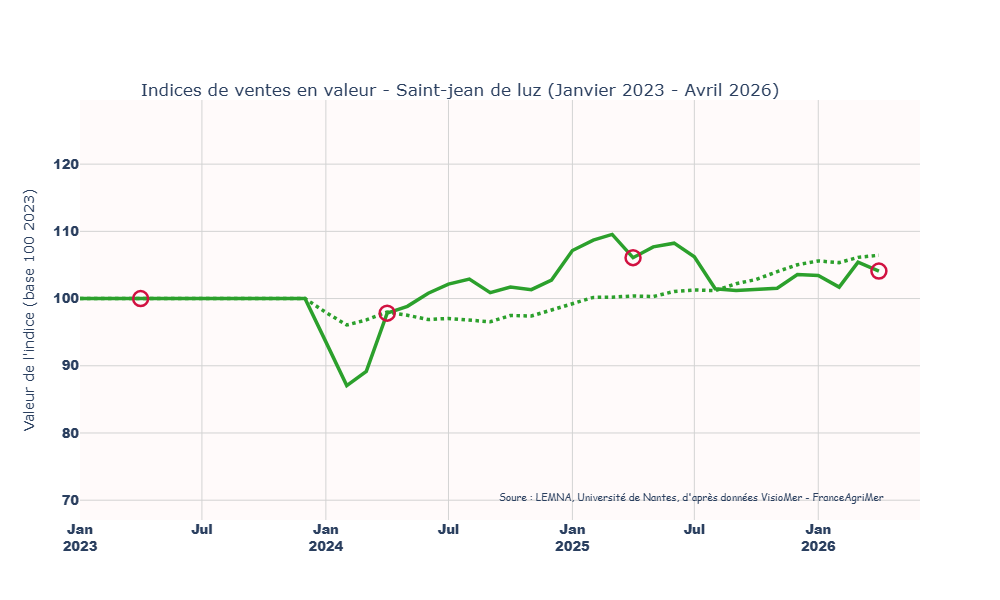 Indices de ventes en valeur - Saint-jean de luz (Janvier 2023 - Avril 2026)
Valeur de l'indice (base 100 2023)
120
110
100
90
80
70
Soure : LEMNA, Université de Nantes, d'après données VisioMer - FranceAgriMer
Jan Jul Jan Jul Jan Jul Jan
2023 2024 2025 2026